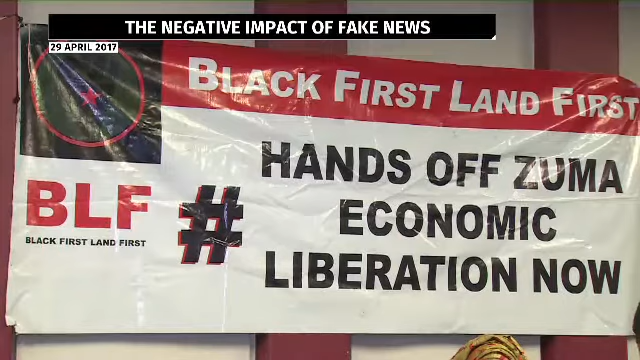 THE NEGATIVE IMPACT OF FAKE NEWS
29 APRIL 2017
BLACK FIRST LAND FIRST
HANDS OFF ZUMA
ECONOMIC
LIBERATION NOW
#
BLF
BLACK FIRST LAND FIRST